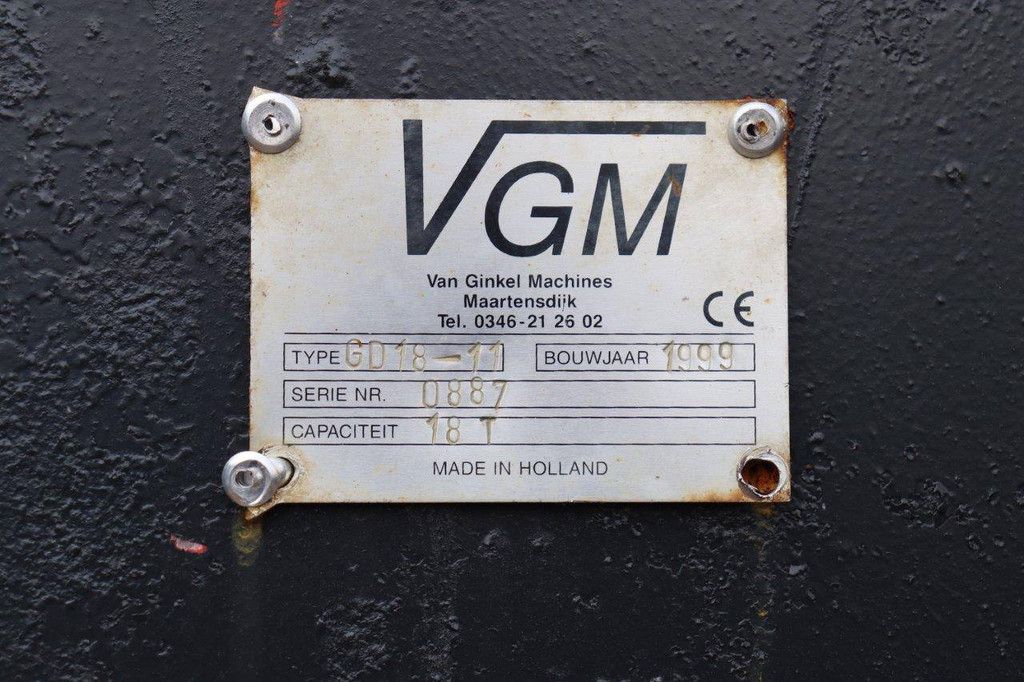 VGM
Van Ginkel Machines
Maartensdijk
Tel. 0346-21 26 02
CE
TYPE GD18-11 BOUWJAAR 1999
SERIE NR. 0887
CAPACITEIT 18 T
MADE IN HOLLAND